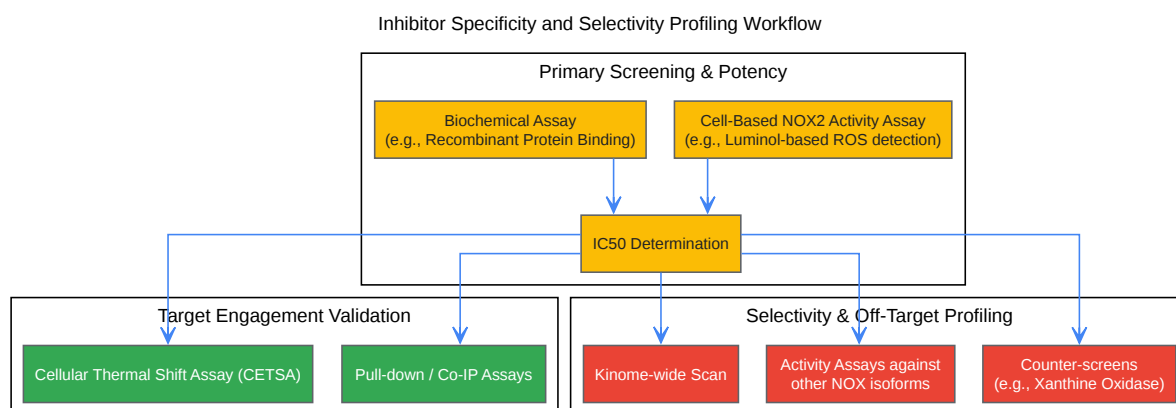 Inhibitor Specificity and Selectivity Profiling Workflow
Primary Screening & Potency
Biochemical Assay
(e.g., Recombinant Protein Binding)
Cell-Based NOX2 Activity Assay
(e.g., Luminol-based ROS detection)
IC50 Determination
Target Engagement Validation
Selectivity & Off-Target Profiling
Cellular Thermal Shift Assay (CETSA)
Pull-down / Co-IP Assays
Kinome-wide Scan
Activity Assays against
other NOX isoforms
Counter-screens
(e.g., Xanthine Oxidase)